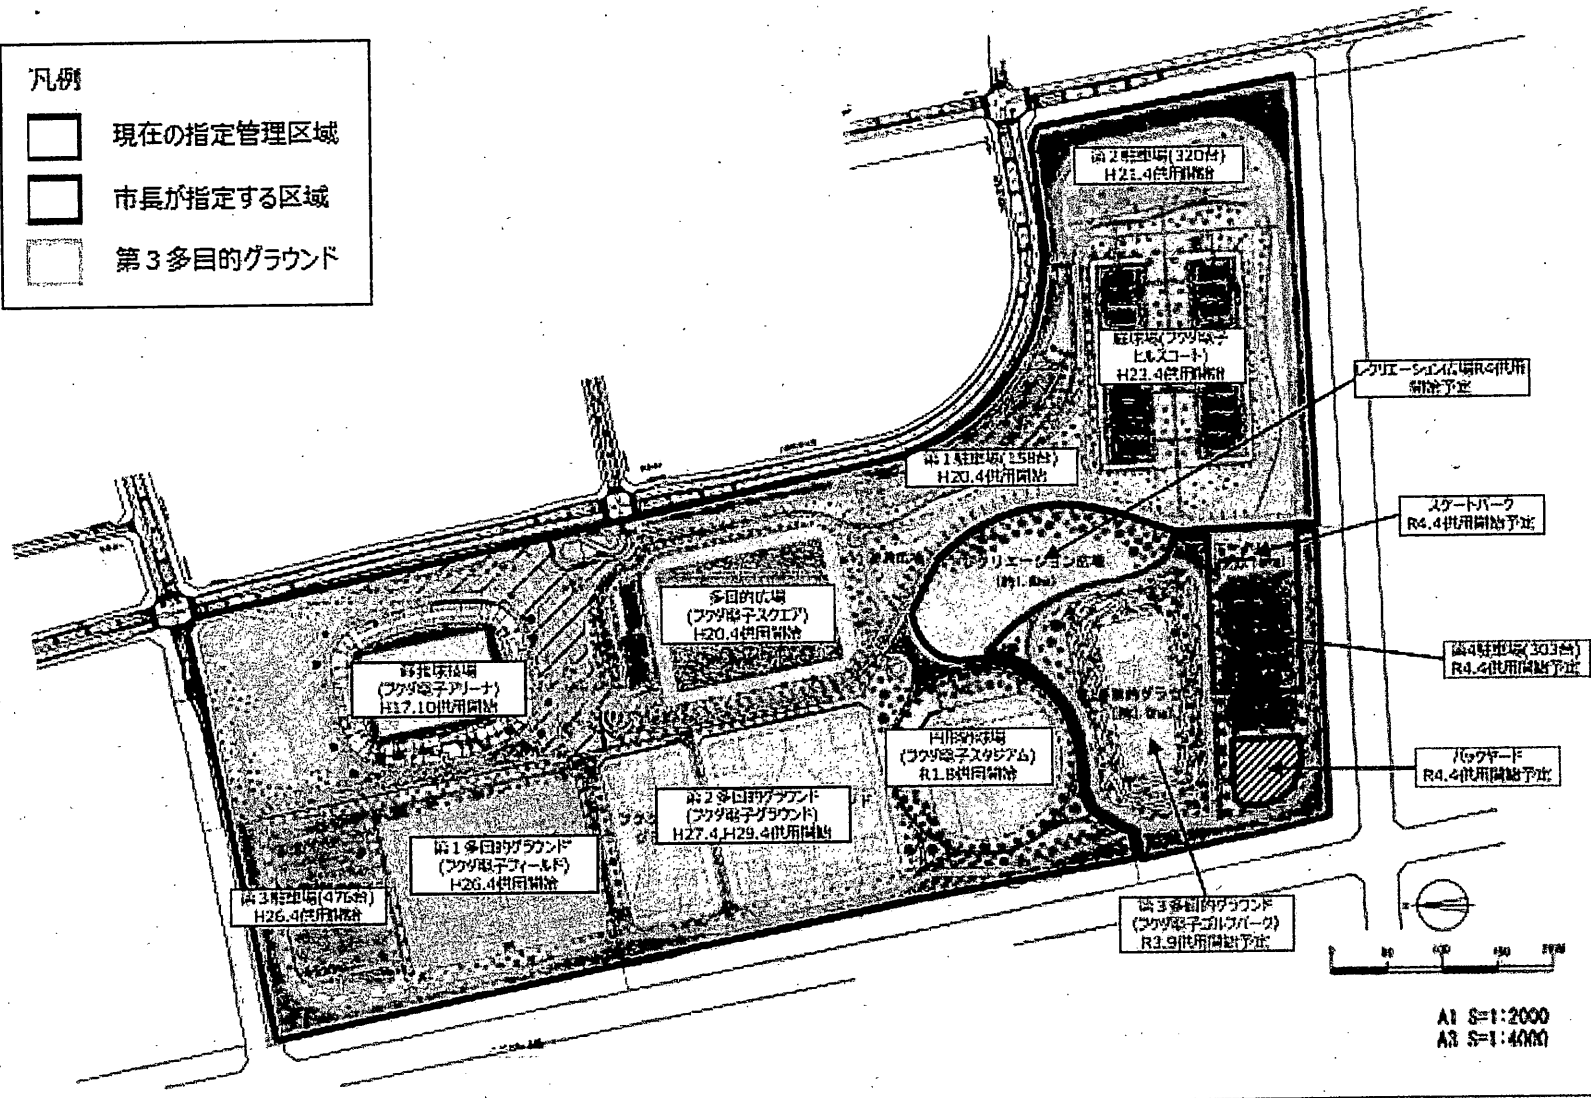 凡例
現在の指定管理区域
市長が指定する区域
第3多目的グラウンド
第2駐車場(320台)
H21.4供用開始
庭球場(フクダ電子
ヒルスコート)
H23.4供用開始
レクリエーション広場R4供用
開始予定
第1駐車場(158台)
H20.4供用開始
スケートパーク
R4.4供用開始予定
レクリエーション広場
多目的広場
(フクダ電子スクエア)
H20.4供用開始
第4駐車場(303台)
R4.4供用開始予定
球技場
(フクダ電子アリーナ)
H17.10供用開始
円形野球場
(フクダ電子スタジアム)
R1.8供用開始
バックヤード
R4.4供用開始予定
第2多目的グラウンド
(フクダ電子グラウンド)
H27.4,H29.4供用開始
第1多目的グラウンド
(フクダ電子フィールド)
H26.4供用開始
第3駐車場(476台)
H26.4供用開始
第3多目的グラウンド
(フクダ電子ゴルフパーク)
R3.9供用開始予定
A1 S=1:2000
A3 S=1:4000